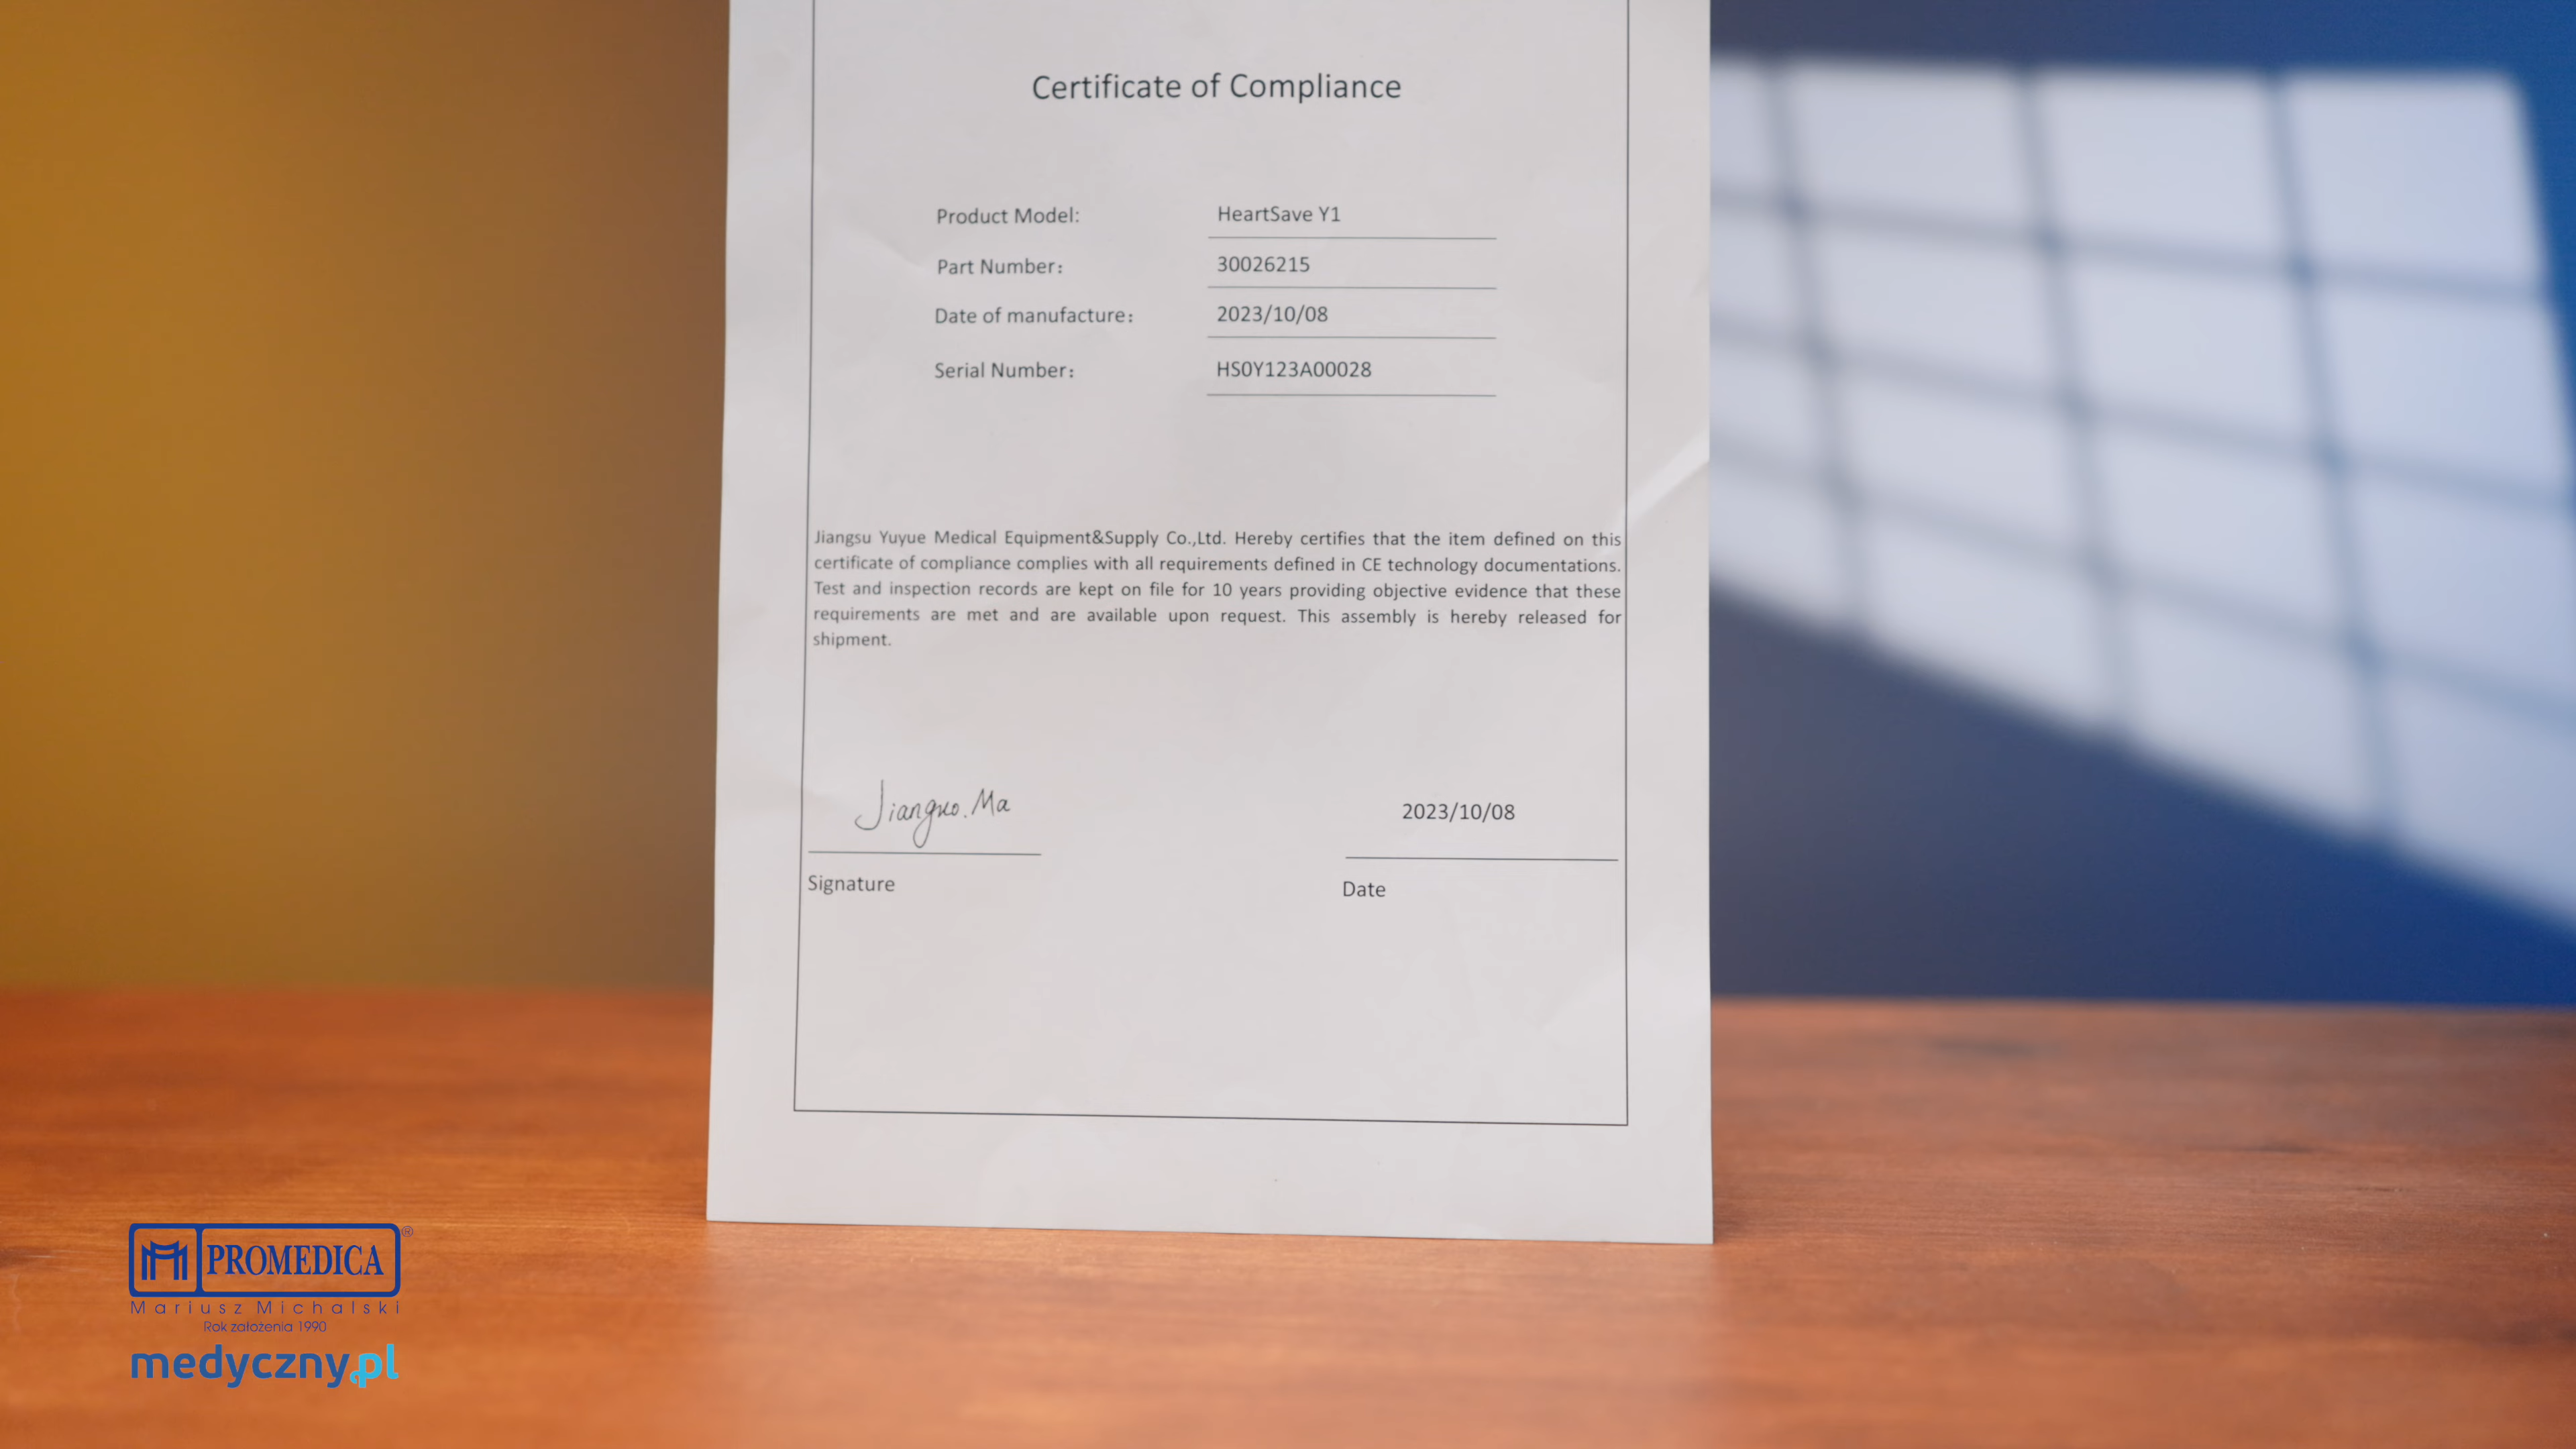 Certificate of Compliance
Product Model: HeartSave Y1
Part Number: 30026215
Date of manufacture: 2023/10/08
Serial Number: HS0Y123A00028
Jiangsu Yuyue Medical Equipment&Supply Co.,Ltd. Hereby certifies that the item defined on this
certificate of compliance complies with all requirements defined in CE technology documentations.
Test and inspection records are kept on file for 10 years providing objective evidence that these
requirements are met and are available upon request. This assembly is hereby released for
shipment.
Jianguo.Ma 2023/10/08
Signature Date
PROMEDICA®
Mariusz Michalski
Rok założenia 1990
medyczny.pl